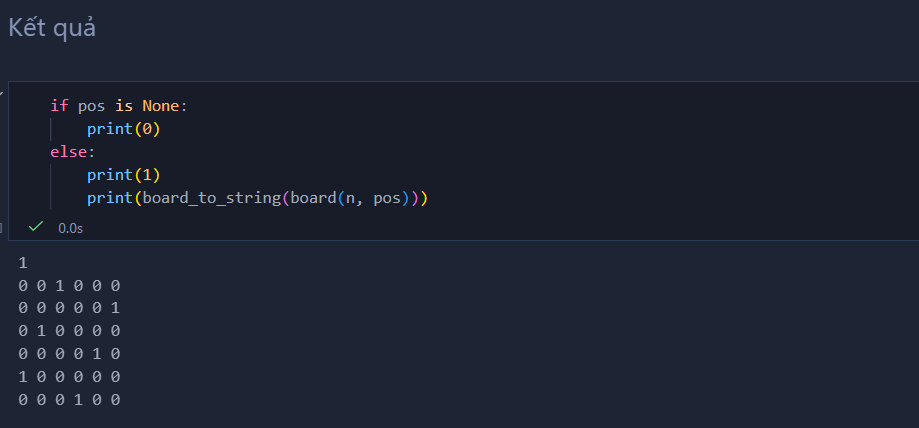 Kết quả
if pos is None:
    print(0)
else:
    print(1)
    print(board_to_string(board(n, pos)))
0.0s
1
0 0 1 0 0 0
0 0 0 0 0 1
0 1 0 0 0 0
0 0 0 0 1 0
1 0 0 0 0 0
0 0 0 1 0 0